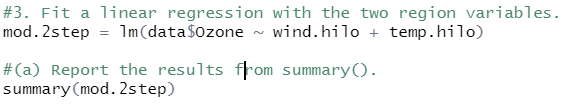 #3. Fit a linear regression with the two region variables.
mod.2step = lm(data$Ozone ~ wind.hilo + temp.hilo)
#(a) Report the results from summary().
summary(mod.2step)